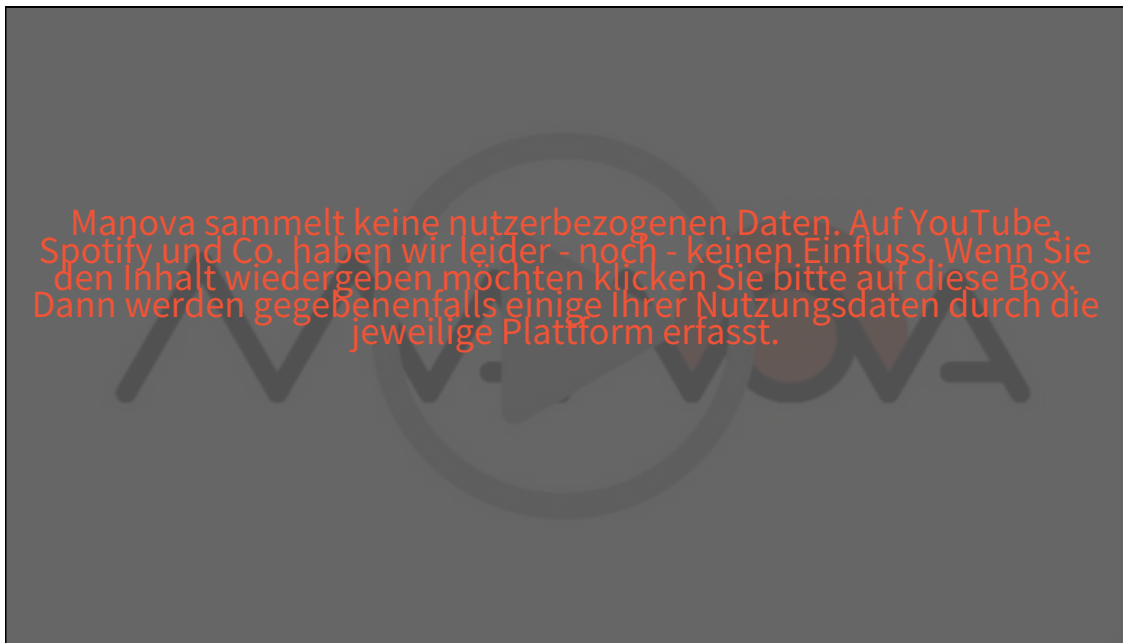 Manova sammelt keine nutzerbezogenen Daten. Auf YouTube,
Spotify und Co. haben wir leider - noch - keinen Einfluss. Wenn Sie
den Inhalt wiedergeben möchten klicken Sie bitte auf diese Box.
Dann werden gegebenenfalls einige Ihrer Nutzungsdaten durch die
jeweilige Plattform erfasst.
MANOVA